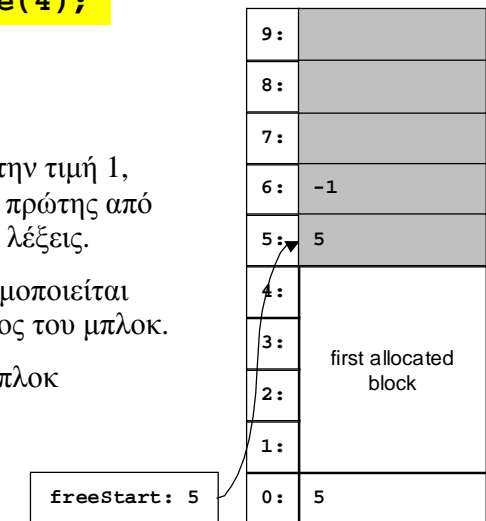 e(4);
την τιμή 1,
πρώτης από
λέξεις.
μοποιείται
ος του μπλοκ.
πλοκ
9:
8:
7:
6: -1
5: 5
4:
3:
first allocated
block
2:
1:
freeStart: 5
0: 5